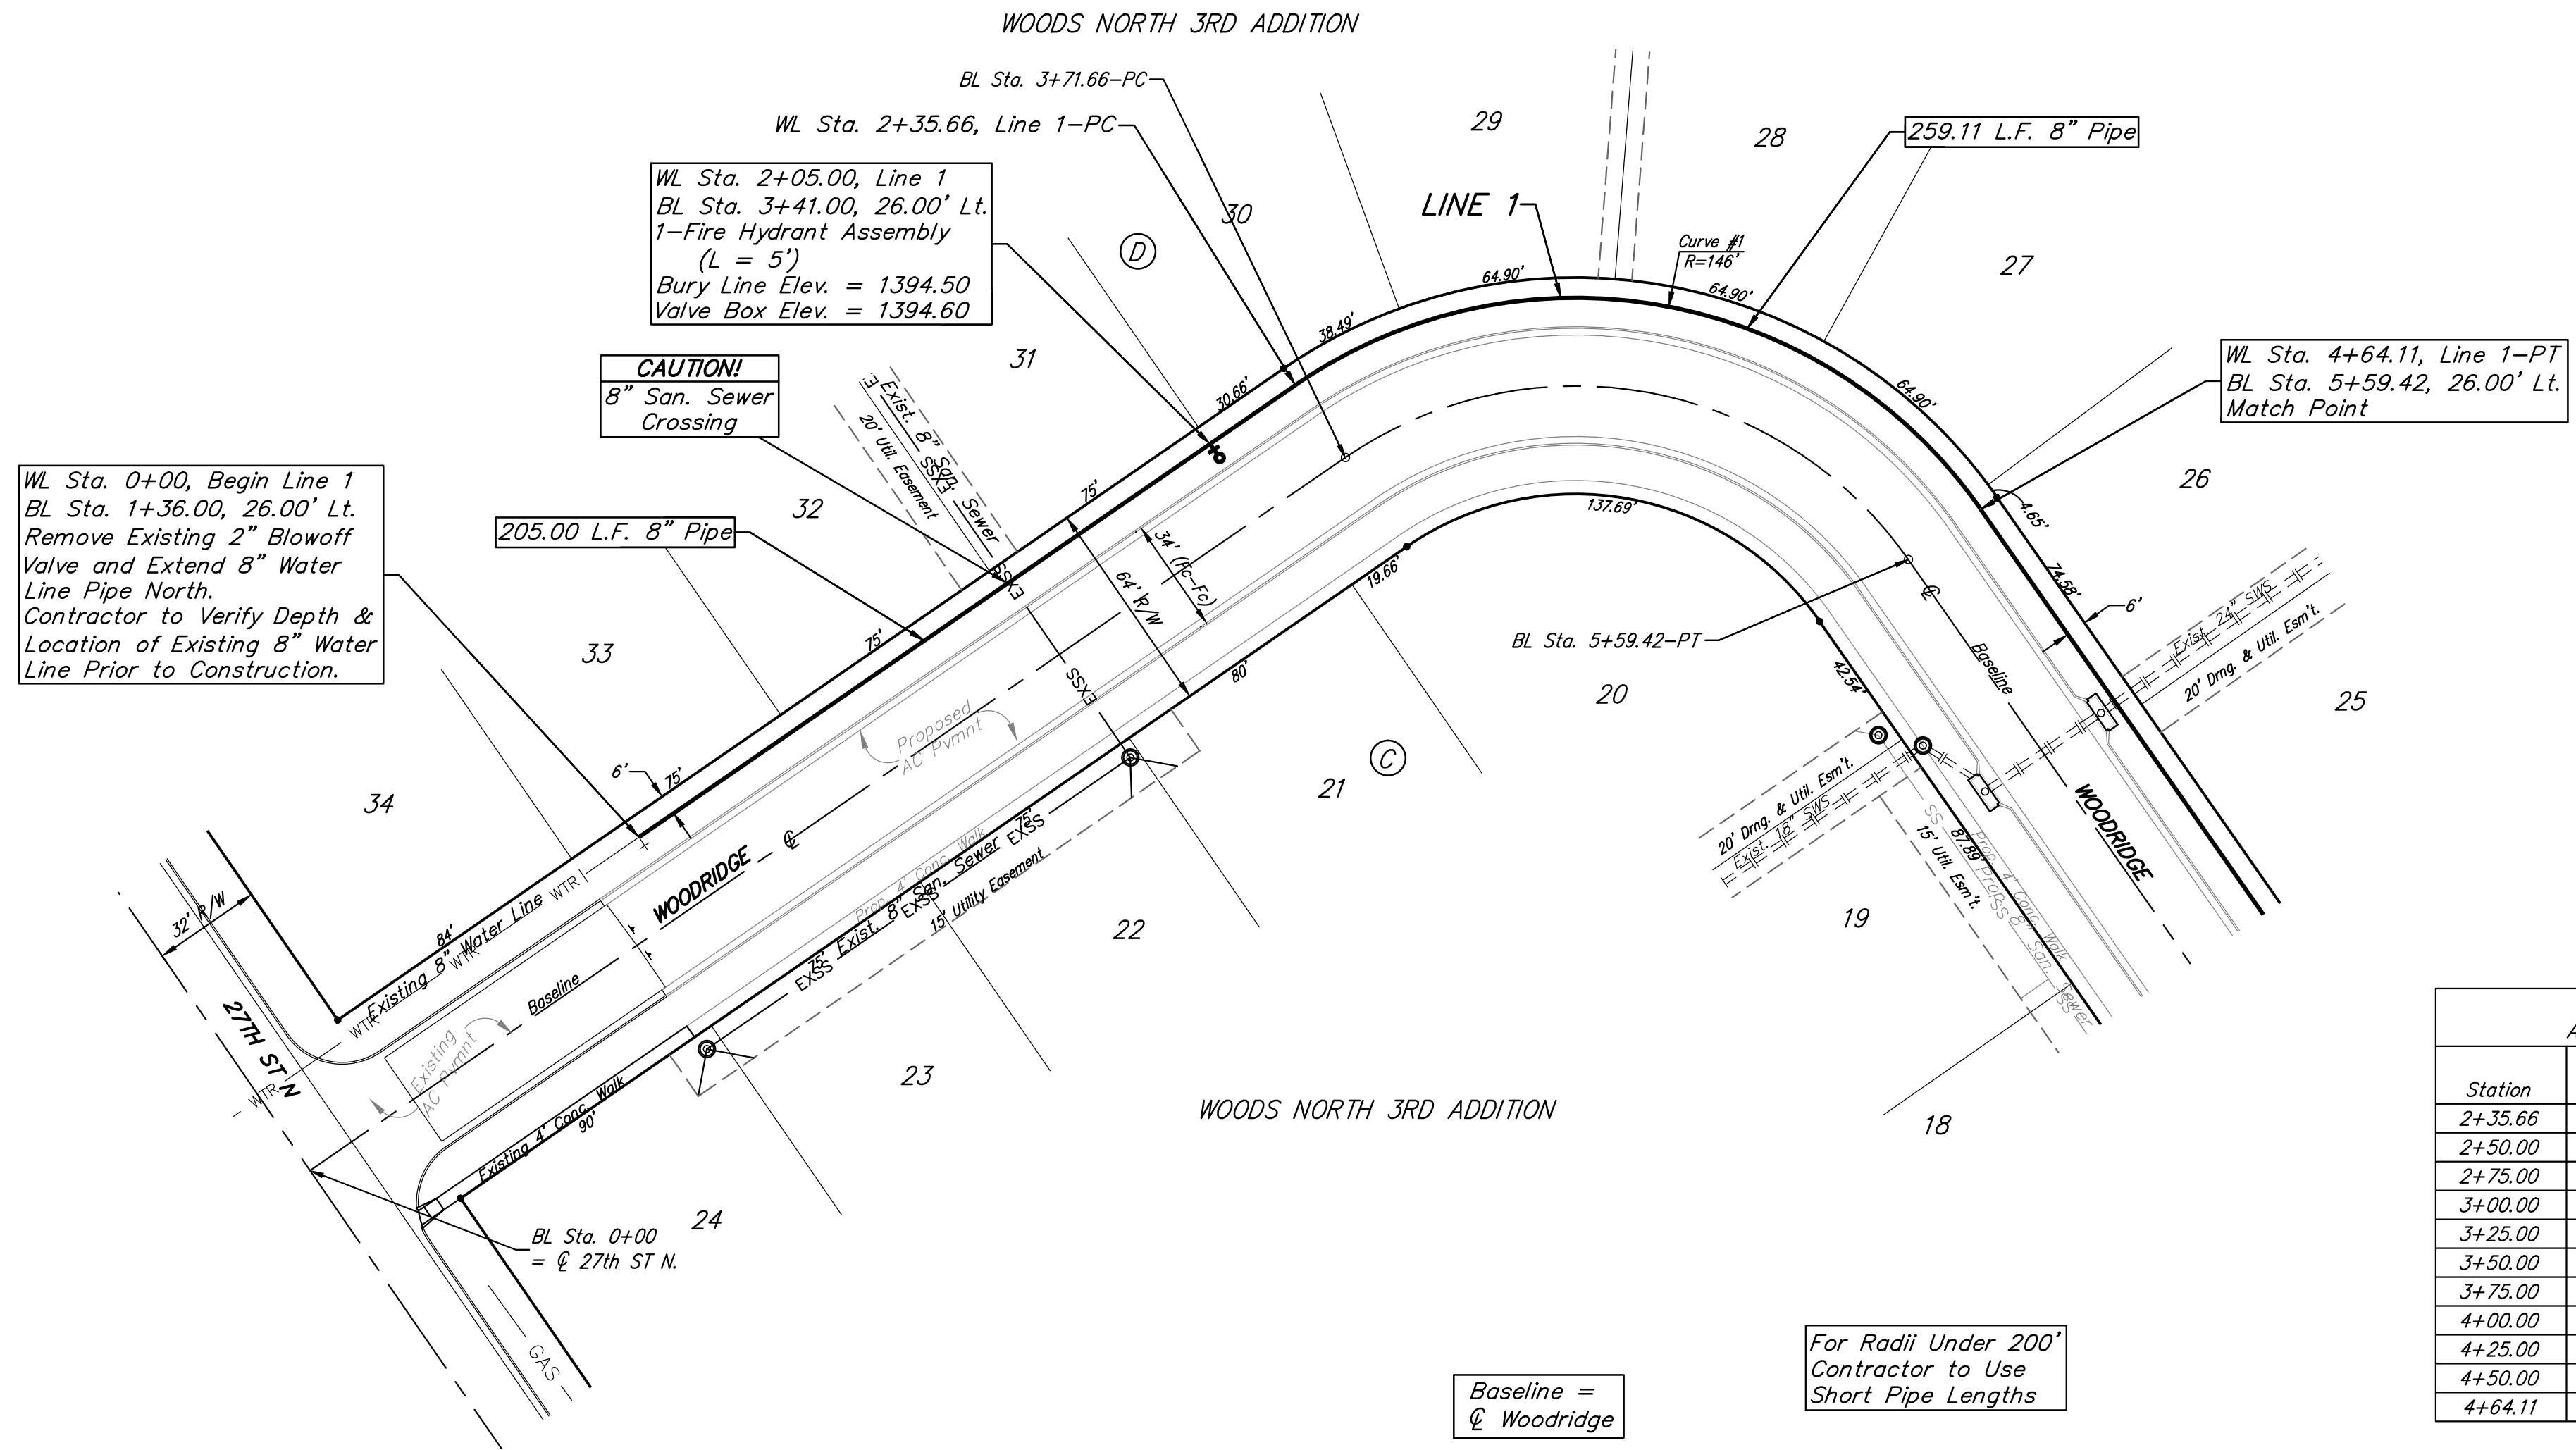 WOODS NORTH 3RD ADDITION
BL Sta. 3+71.66-PC
WL Sta. 2+35.66, Line 1-PC
WL Sta. 2+05.00, Line 1
BL Sta. 3+41.00, 26.00' Lt.
1-Fire Hydrant Assembly
(L = 5')
Bury Line Elev. = 1394.50
Valve Box Elev. = 1394.60
29
28
30
D
259.11 L.F. 8" Pipe
LINE 1
Curve #1
R=146'
27
64.90'
64.90'
38.49'
30.66'
31
CAUTION!
8" San. Sewer
Crossing
Exist. 8" San. Sewer
EXSS
20' Util. Easement
WL Sta. 4+64.11, Line 1-PT
BL Sta. 5+59.42, 26.00' Lt.
Match Point
64.90'
26
4.65'
WL Sta. 0+00, Begin Line 1
BL Sta. 1+36.00, 26.00' Lt.
Remove Existing 2" Blowoff
Valve and Extend 8" Water
Line Pipe North.
Contractor to Verify Depth &
Location of Existing 8" Water
Line Prior to Construction.
205.00 L.F. 8" Pipe
32
75'
137.69'
34' (Fc-Fc)
64' R/W
19.66'
EXSS
EXSS
74.58'
6'
Exist. 24" SWS
20' Drng. & Util. Esm't.
BL Sta. 5+59.42-PT
℄
Baseline
33
75'
80'
20
42.54'
25
Proposed
AC Pvmnt
C
21
6'
75'
34
WOODRIDGE
℄
75'
Prop. 4' Conc. Walk
Exist. 8" San. Sewer
EXSS
EXSS
EXSS
15' Utility Easement
75'
22
20' Drng. & Util. Esm't.
Exist. 18" SWS
SS
87.89'
15' Util. Esm't.
Prop. 8" San. Sewer
SS
SS
Prop. 4' Conc. Walk
WOODRIDGE
19
32' R/W
84'
Existing 8" Water Line
WTR
WTR
WTR
WTR
Baseline
27TH ST N
Existing
AC Pvmnt
23
Existing 4' Conc. Walk
90'
WOODS NORTH 3RD ADDITION
18
24
BL Sta. 0+00
= ℄ 27th ST N.
GAS
Baseline =
℄ Woodridge
For Radii Under 200'
Contractor to Use
Short Pipe Lengths
Station
2+35.66
2+50.00
2+75.00
3+00.00
3+25.00
3+50.00
3+75.00
4+00.00
4+25.00
4+50.00
4+64.11